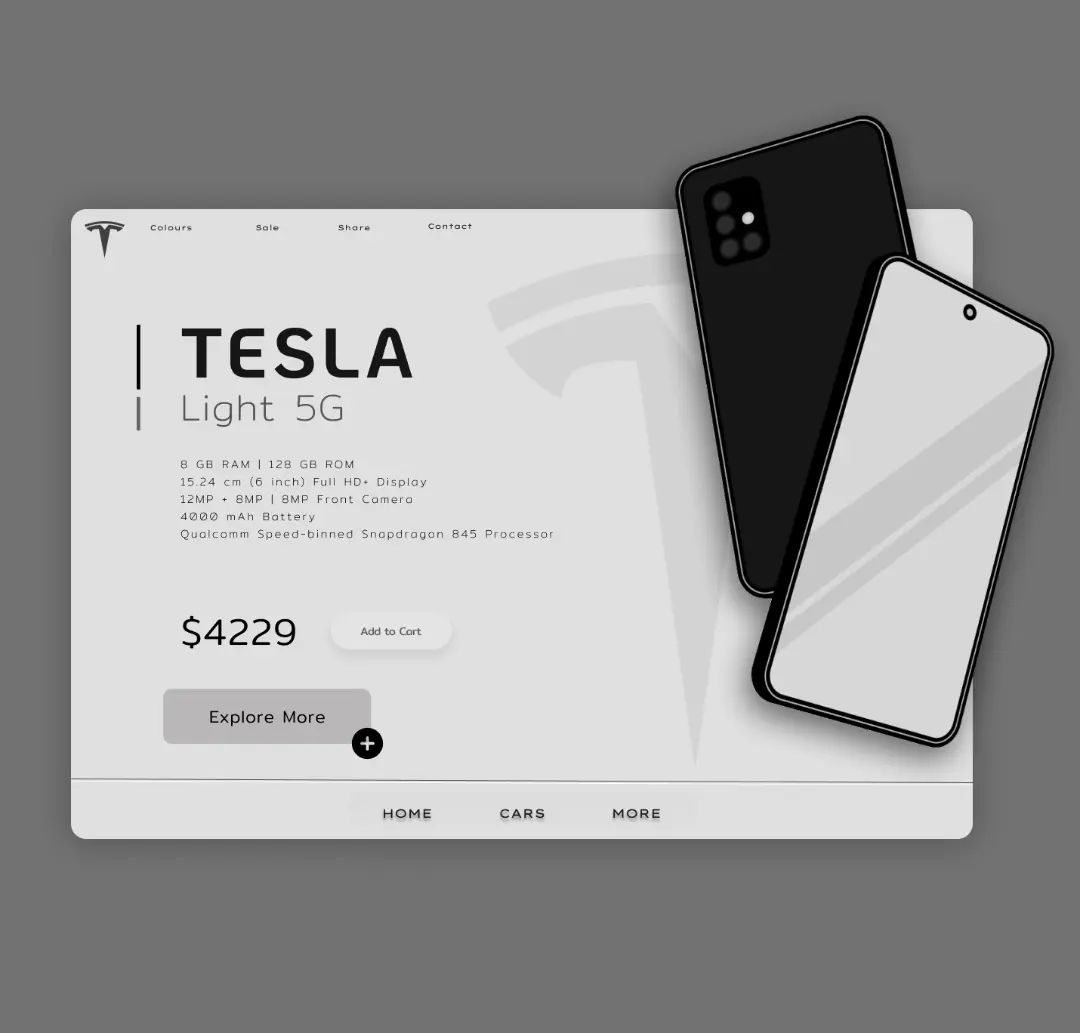 Colours Sale Share Contact
TESLA
Light 5G
8 GB RAM | 128 GB ROM
15.24 cm (6 inch) Full HD+ Display
12MP + 8MP | 8MP Front Camera
4000 mAh Battery
Qualcomm Speed-binned Snapdragon 845 Processor
$4229 Add to Cart
Explore More
+
HOME CARS MORE